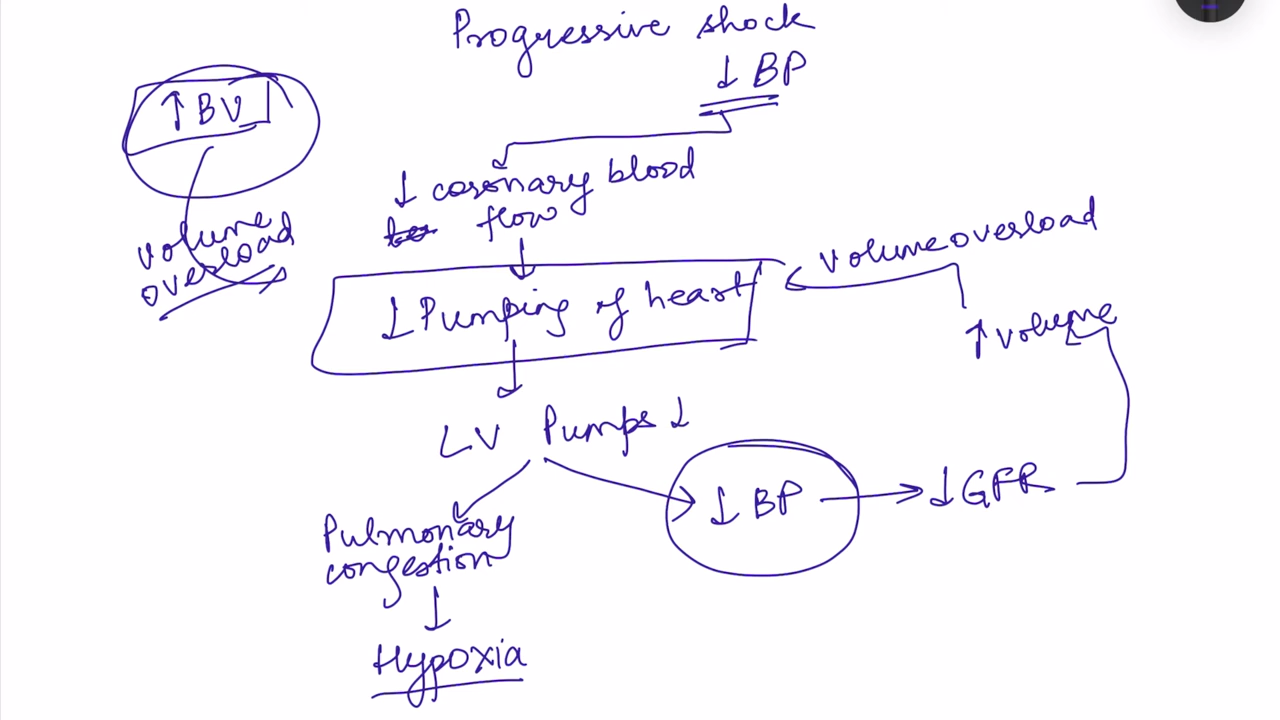 Progressive shock
↓ BP
↑ BV
volume
overload
↓ coronary blood
flow
↓ Pumping of heart
volume overload
↑ volume
LV Pumps ↓
↓ BP
↓ GFR
Pulmonary
congestion
Hypoxia